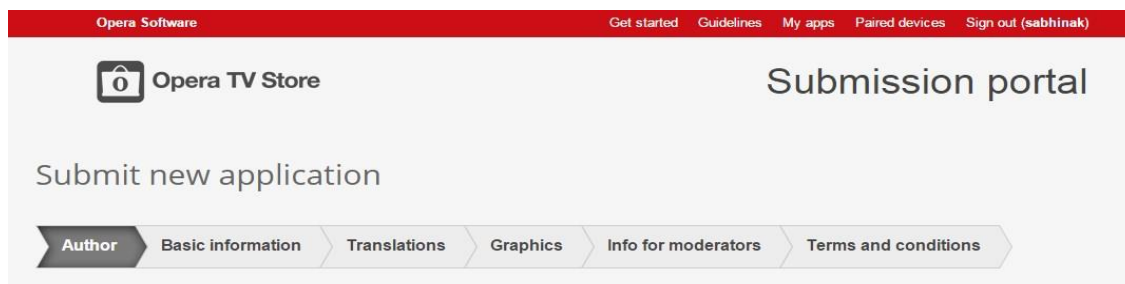 Opera Software Get started Guidelines My apps Paired devices Sign out (sabhinak)
Opera TV Store Submission portal
Submit new application
Author Basic information Translations Graphics Info for moderators Terms and conditions